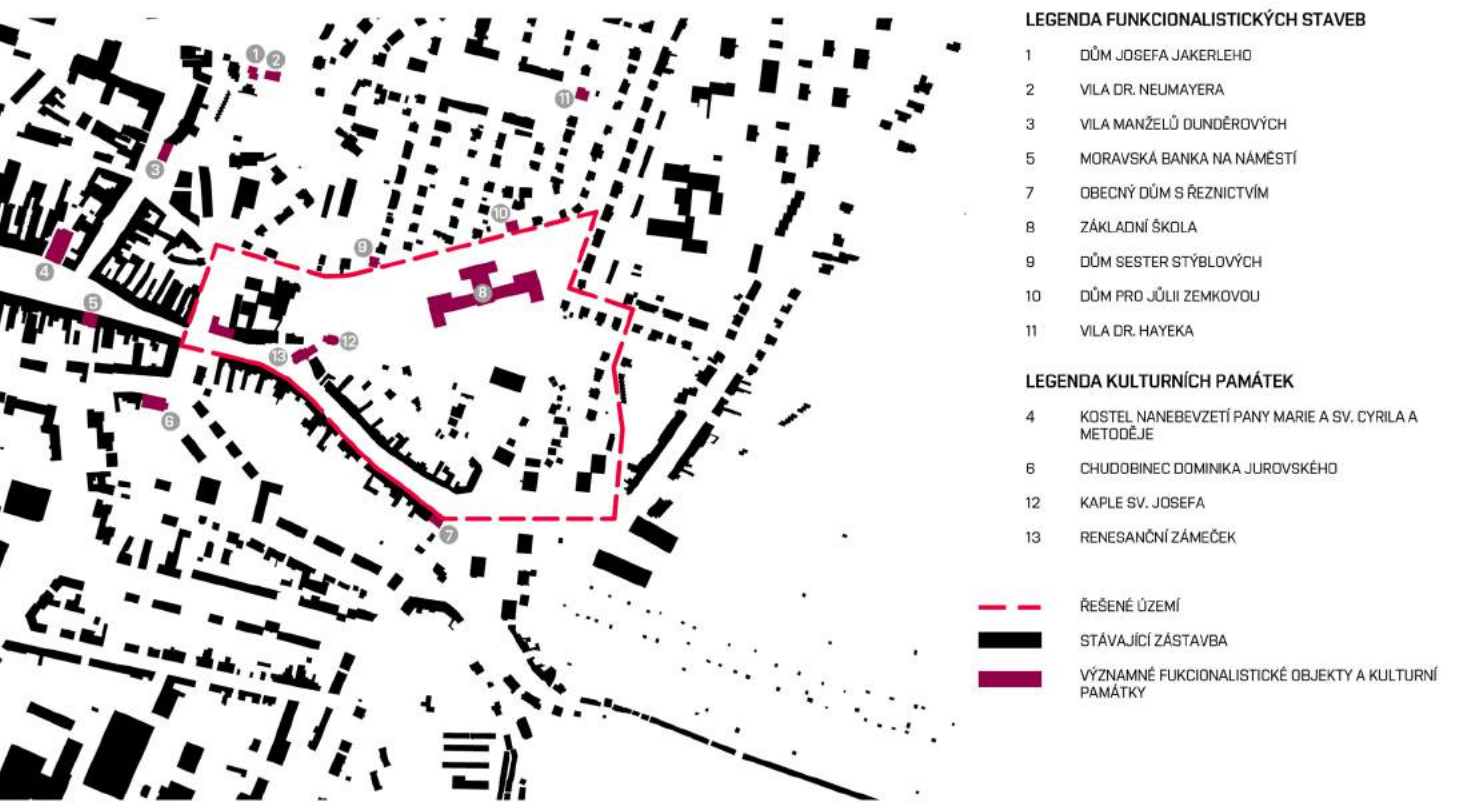 LEGENDA FUNKCIONALISTICKÝCH STAVEB
1 DŮM JOSEFA JAKERLEHO
2 VILA DR. NEUMAYERA
3 VILA MANŽELŮ DUNDĚROVÝCH
5 MORAVSKÁ BANKA NA NÁMĚSTÍ
7 OBECNÝ DŮM S ŘEZNICTVÍM
8 ZÁKLADNÍ ŠKOLA
9 DŮM SESTER STÝBLOVÝCH
10 DŮM PRO JŮLII ZEMKOVOU
11 VILA DR. HAYEKA
LEGENDA KULTURNÍCH PAMÁTEK
4 KOSTEL NANEBEVZETÍ PANY MARIE A SV. CYRILA A
METODĚJE
6 CHUDOBINEC DOMINIKA JUROVSKÉHO
12 KAPLE SV. JOSEFA
13 RENESANČNÍ ZÁMEČEK
ŘEŠENÉ ÚZEMÍ
STÁVAJÍCÍ ZÁSTAVBA
VÝZNAMNÉ FUKCIONALISTICKÉ OBJEKTY A KULTURNÍ
PAMÁTKY
1
2
11
3
10
9
4
8
5
12
13
6
7